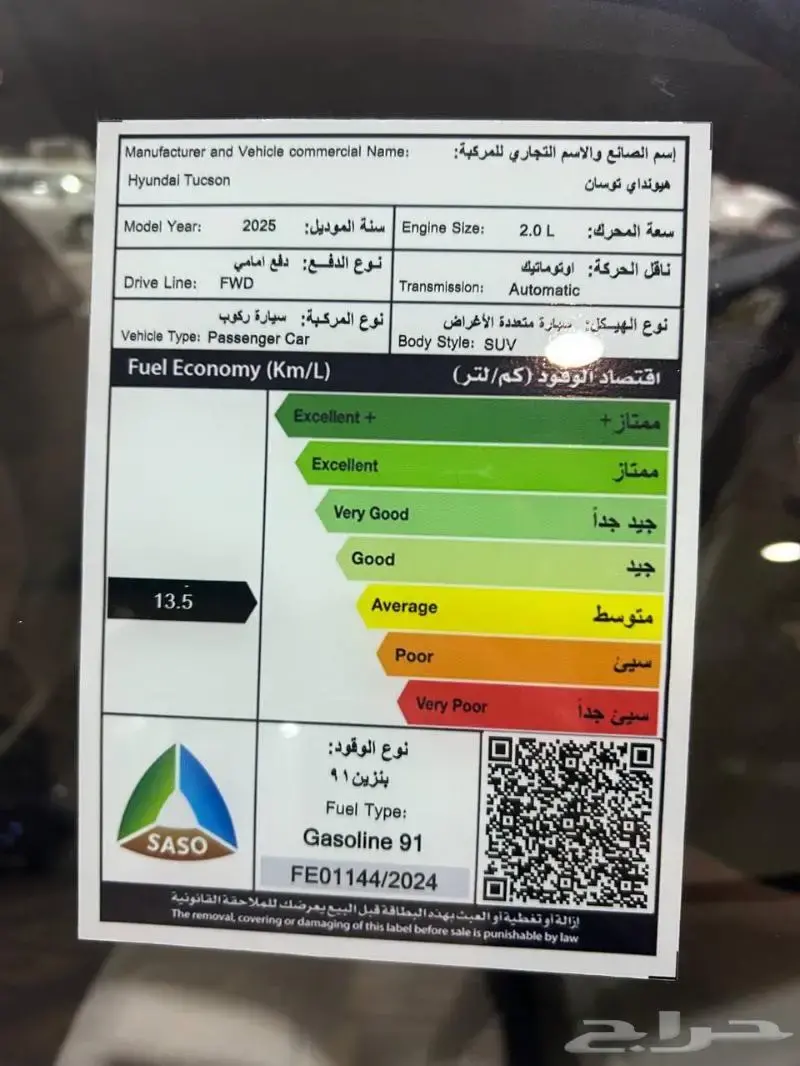 Manufacturer and Vehicle commercial Name: إسم الصانع والاسم التجاري للمركبة:
Hyundai Tucson هيونداي توسان
Model Year: 2025 سنة الموديل:
Engine Size: 2.0 L سعة المحرك:
نوع الدفع: دفع امامي
Drive Line: FWD
ناقل الحركة: اوتوماتيك
Transmission: Automatic
نوع المركبة: سيارة ركوب
Vehicle Type: Passenger Car
نوع الهيكل: سيارة متعددة الأغراض
Body Style: SUV
Fuel Economy (Km/L) اقتصاد الوقود (كم/لتر)
Excellent + ممتاز +
Excellent ممتاز
Very Good جيد جداً
Good جيد
13.5
Average متوسط
Poor سيئ
Very Poor سيئ جداً
SASO
نوع الوقود:
بنزين ٩١
Fuel Type:
Gasoline 91
FE01144/2024
إزالة أو تغطية أو العبث بهذه البطاقة قبل البيع يعرضك للملاحقة القانونية
The removal, covering or damaging of this label before sale is punishable by law
حراج